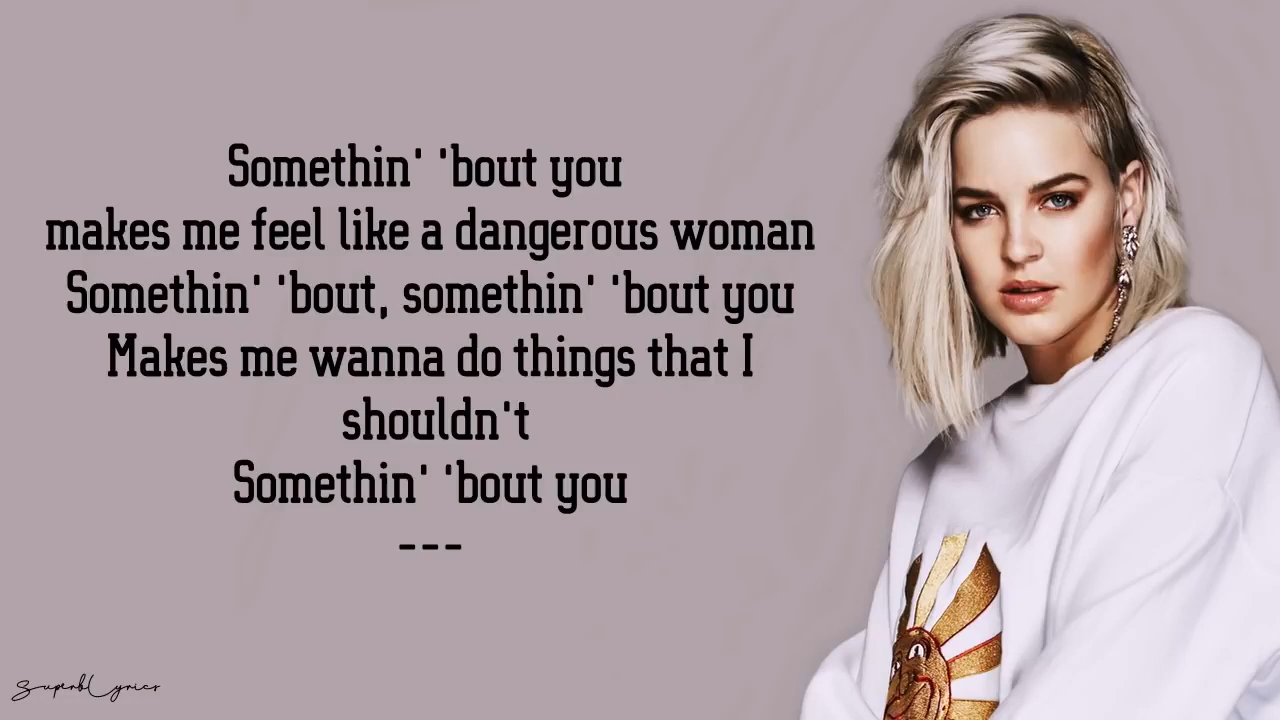 Somethin' 'bout you
makes me feel like a dangerous woman
Somethin' 'bout, somethin' 'bout you
Makes me wanna do things that I
shouldn't
Somethin' 'bout you
---
SuperbLyrics